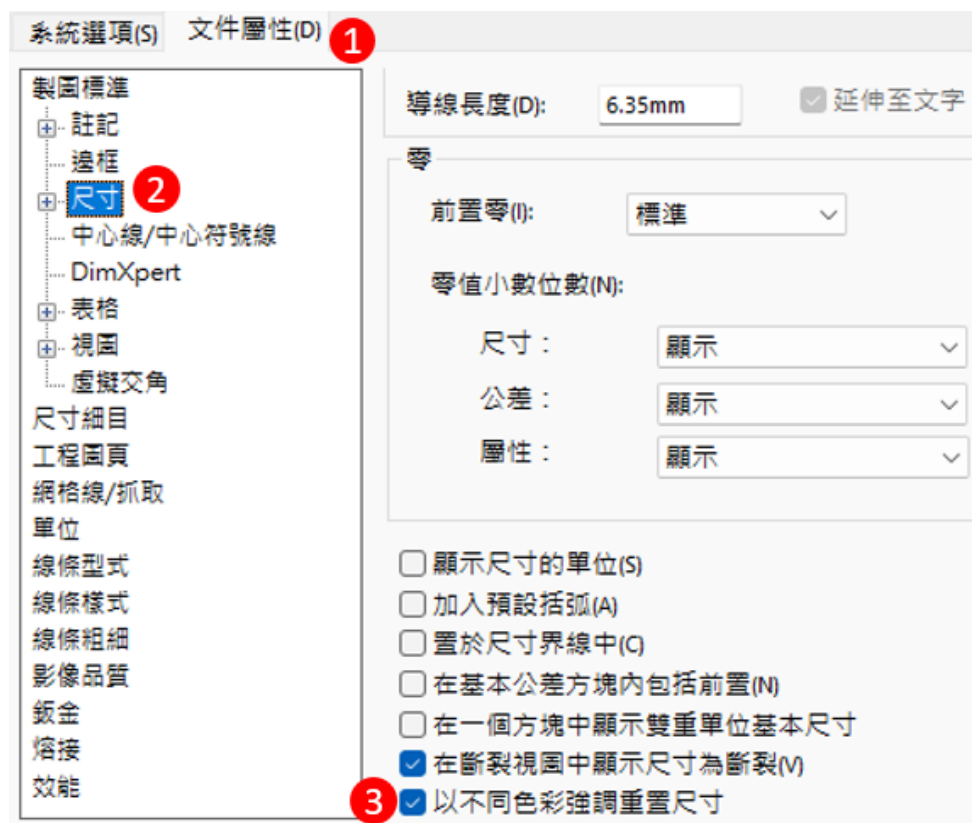 系統選項(S) 文件屬性(D) 1
製圖標準
註記
邊框
尺寸 2
中心線/中心符號線
DimXpert
表格
視圖
虛擬交角
尺寸細目
工程圖頁
網格線/抓取
單位
線條型式
線條樣式
線條粗細
影像品質
鈑金
熔接
效能
導線長度(D): 6.35mm 延伸至文字
零
前置零(I): 標準
零值小數位數(N):
尺寸： 顯示
公差： 顯示
屬性： 顯示
顯示尺寸的單位(S)
加入預設括弧(A)
置於尺寸界線中(C)
在基本公差方塊內包括前置(N)
在一個方塊中顯示雙重單位基本尺寸
在斷裂視圖中顯示尺寸為斷裂(V)
3 以不同色彩強調重置尺寸